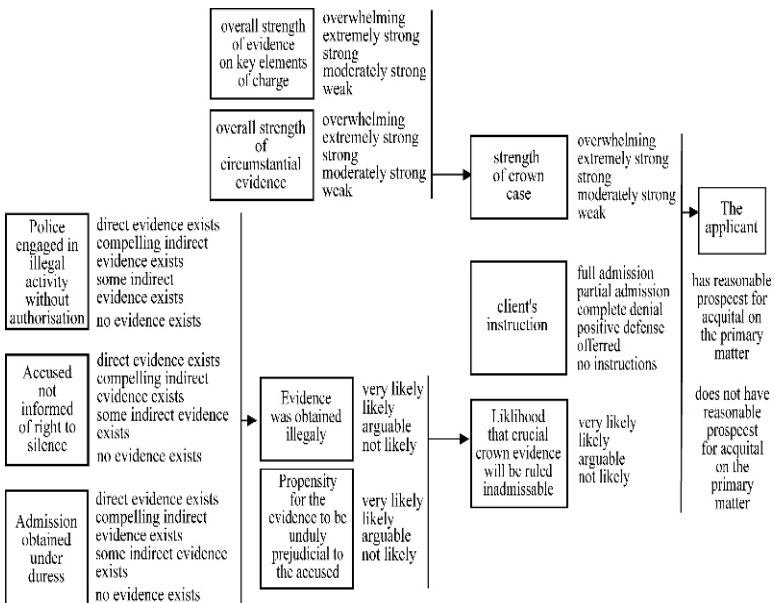 overall strength
of evidence
on key elements
of charge
overwhelming
extremely strong
strong
moderately strong
weak
overall strength
of
circumstantial
evidence
overwhelming
extremely strong
strong
moderately strong
weak
strength
of crown
case
overwhelming
extremely strong
strong
moderately strong
weak
The
applicant
has reasonable
prospecst for
acquital on
the primary
matter
does not have
reasonable
prospecst
for acquital
on the
primary
matter
Police
engaged in
illegal
activity
without
authorisation
direct evidence exists
compelling indirect
evidence exists
some indirect
evidence exists
no evidence exists
client's
instruction
full admission
partial admission
complete denial
positive defense
offerred
no instructions
Accused
not
informed
of right to
silence
direct evidence exists
compelling indirect
evidence exists
some indirect evidence
exists
no evidence exists
Evidence
was obtained
illegaly
very likely
likely
arguable
not likely
Liklihood
that crucial
crown evidence
will be ruled
inadmissable
very likely
likely
arguable
not likely
Admission
obtained
under
duress
direct evidence exists
compelling indirect
evidence exists
some indirect evidence
exists
no evidence exists
Propensity
for the
evidence to be
unduly
prejudicial to
the accused
very likely
likely
arguable
not likely